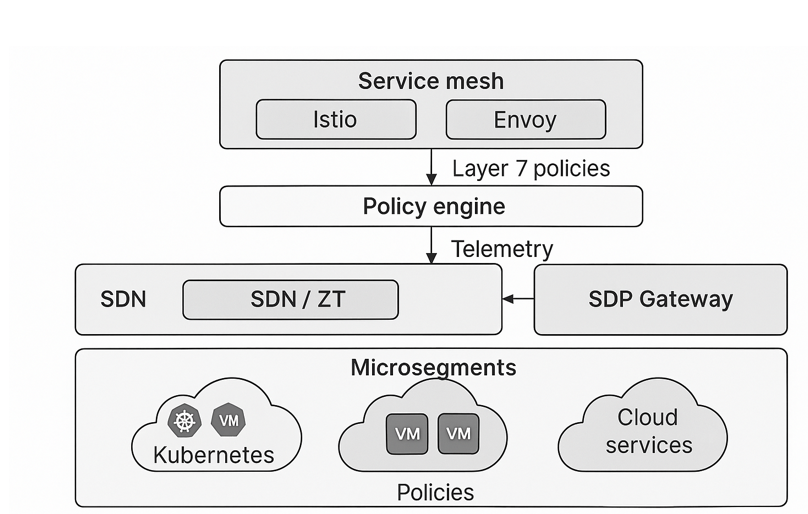 Service mesh
Istio
Envoy
Layer 7 policies
Policy engine
Telemetry
SDN
SDN / ZT
SDP Gateway
Microsegments
VM
Kubernetes
VM
VM
Cloud
services
Policies